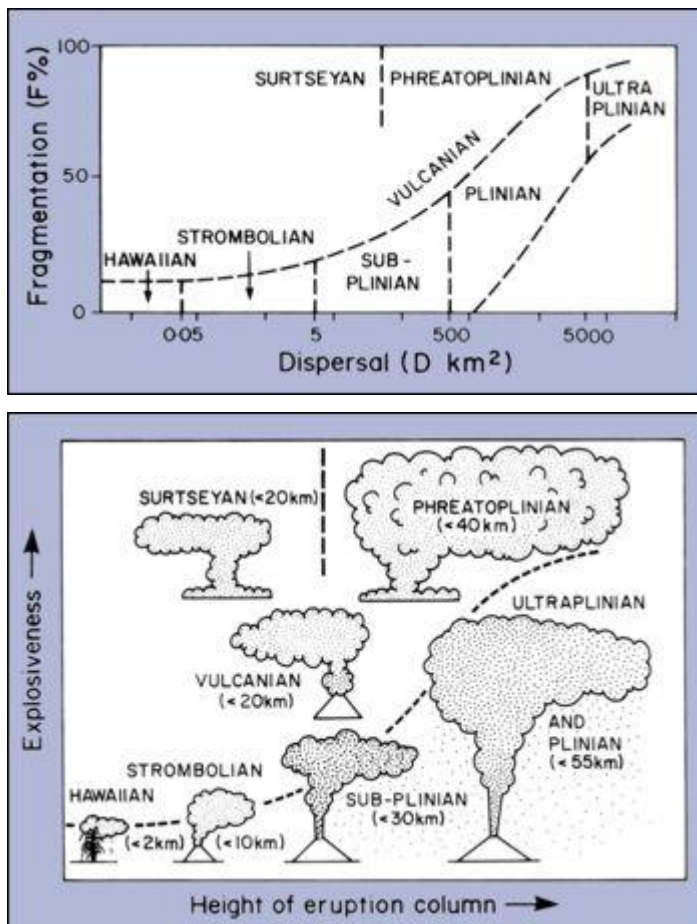 Fragmentation (F%)
100
50
0
SURTSEYAN
PHREATOPLINIAN
ULTRA
PLINIAN
VULCANIAN
PLINIAN
STROMBOLIAN
HAWAIIAN
SUB-
PLINIAN
0·05
5
500
5000
Dispersal (D km²)
Explosiveness
SURTSEYAN (<20km)
PHREATOPLINIAN
(<40km)
ULTRAPLINIAN
VULCANIAN
(<20km)
AND
PLINIAN
(<55km)
STROMBOLIAN
HAWAIIAN
(<2km)
(<10km)
SUB-PLINIAN
(<30km)
Height of eruption column